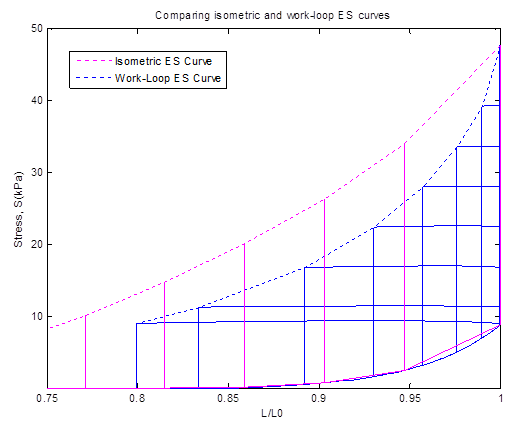 Comparing isometric and work-loop ES curves
Isometric ES Curve
Work-Loop ES Curve
Stress, S(kPa)
50
40
30
20
10
0.75
0.8
0.85
0.9
0.95
1
L/L0